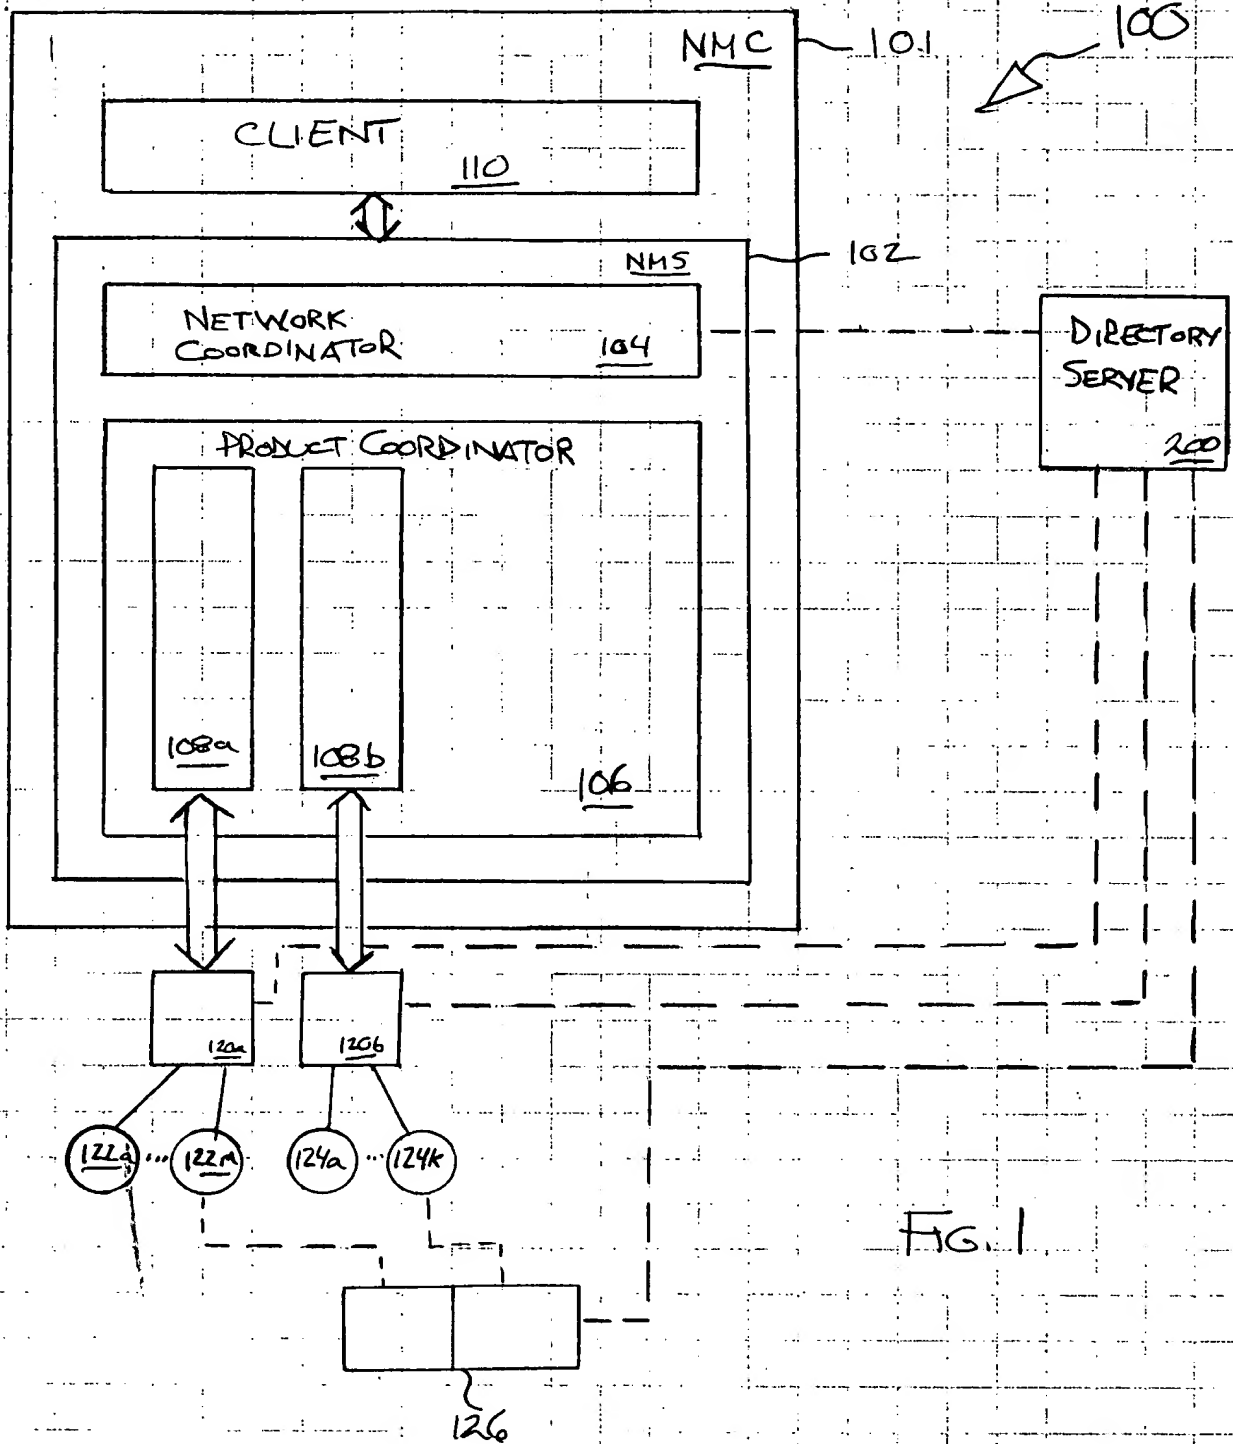 100
NMC
101
CLIENT
110
NMS
102
NETWORK
COORDINATOR
104
DIRECTORY
SERVER
200
PRODUCT COORDINATOR
108a
108b
106
120a
120b
122a ... 122m
124a ... 124k
FIG. 1
126